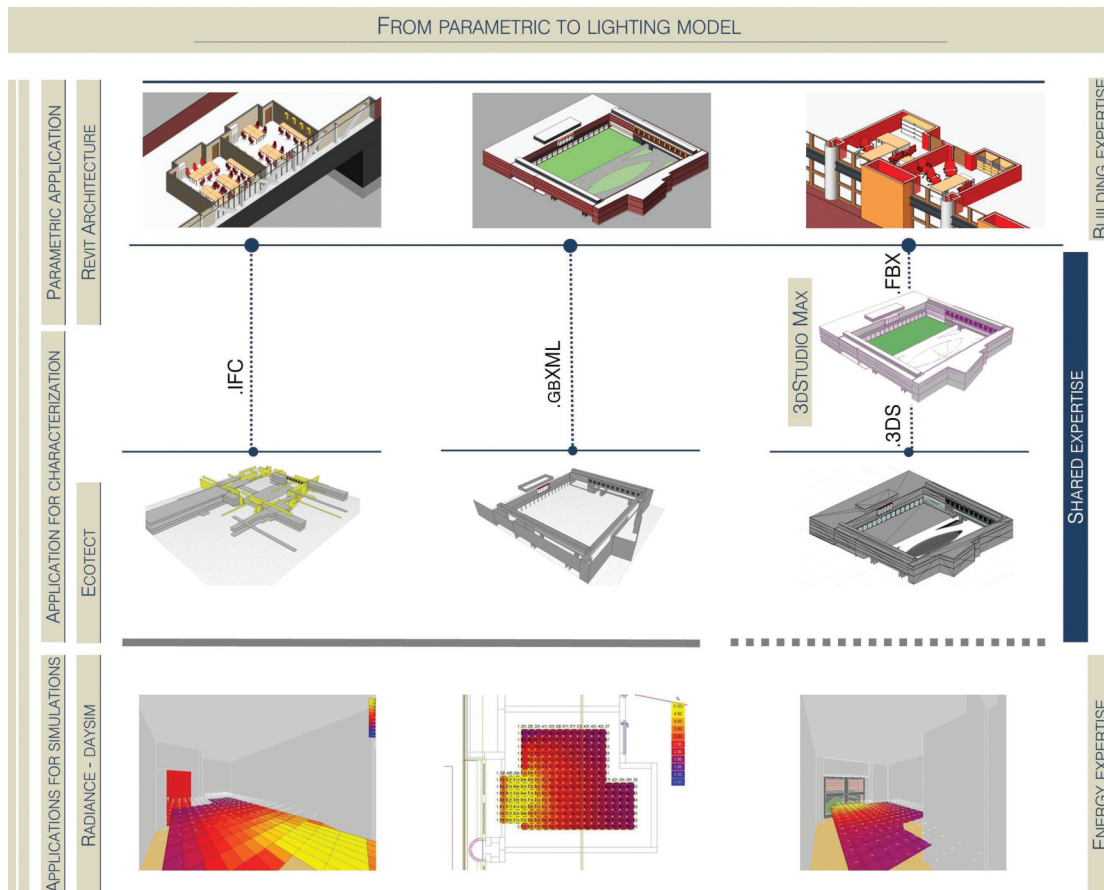 FROM PARAMETRIC TO LIGHTING MODEL
PARAMETRIC APPLICATION
REVIT ARCHITECTURE
BUILDING EXPERTISE
.IFC
.GBXML
.FBX
3DSTUDIO MAX
.3DS
APPLICATION FOR CHARACTERIZATION
ECOTECT
SHARED EXPERTISE
APPLICATIONS FOR SIMULATIONS
RADIANCE - DAYSIM
ENERGY EXPERTISE